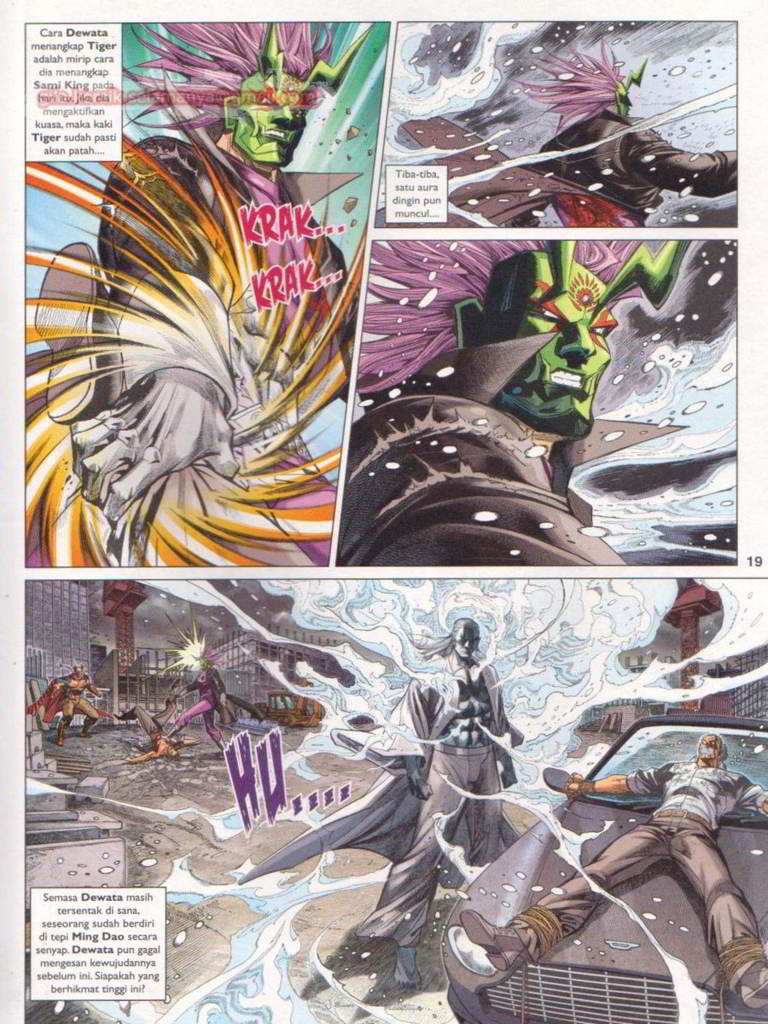 Cara Dewata
menangkap Tiger
adalah mirip cara
dia menangkap
Sami King pada
hari itu. Jika dia
mengaktifkan
kuasa, maka kaki
Tiger sudah pasti
akan patah....
KRAK...
KRAK...
Tiba-tiba,
satu aura
dingin pun
muncul....
19
HU....
Semasa Dewata masih
tersentak di sana,
seseorang sudah berdiri
di tepi Ming Dao secara
senyap. Dewata pun gagal
mengesan kewujudannya
sebelum ini. Siapakah yang
berhikmat tinggi ini?